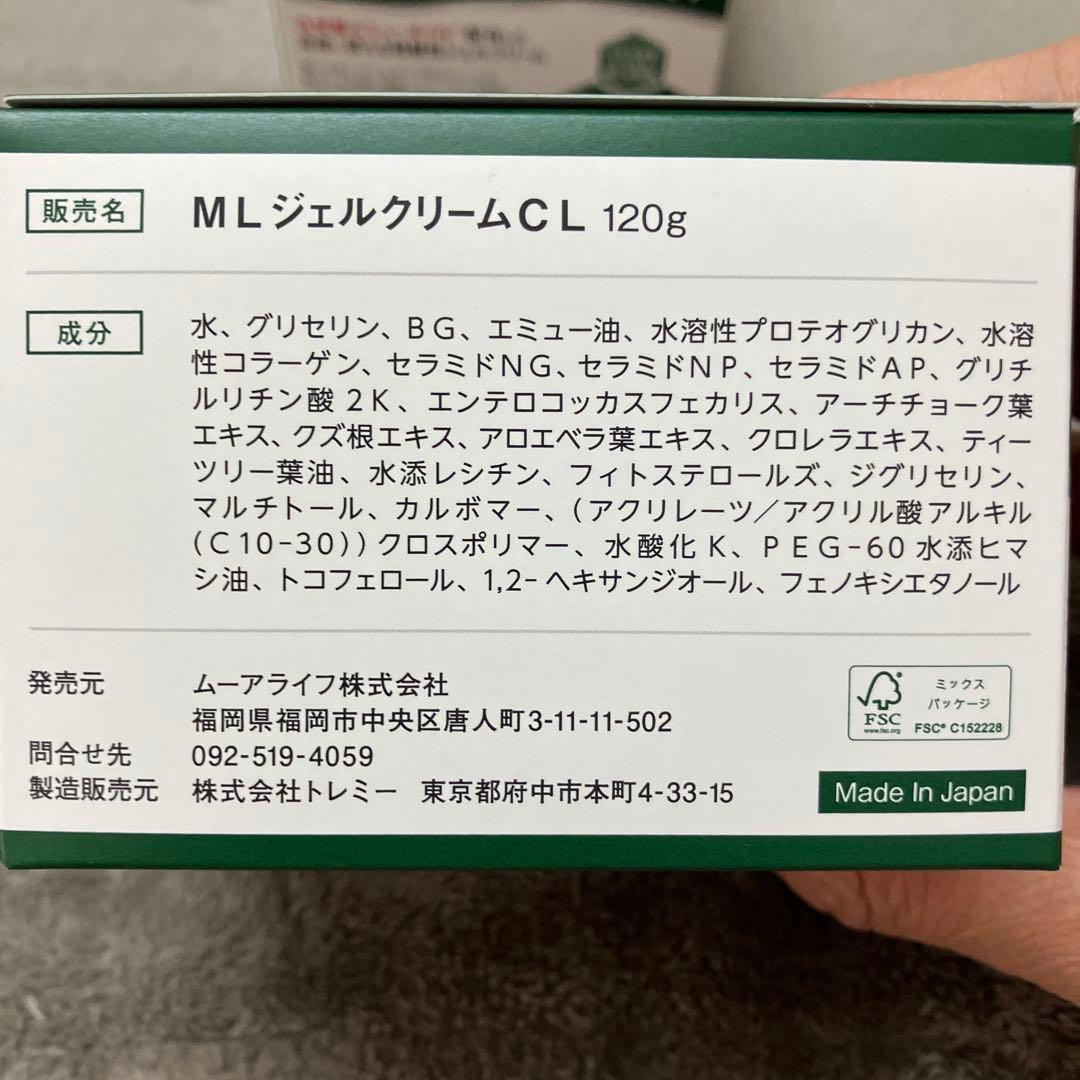 販売名
MLジェルクリームCL 120g
成分
水、グリセリン、BG、エミュー油、水溶性プロテオグリカン、水溶
性コラーゲン、セラミドNG、セラミドNP、セラミドAP、グリチ
ルリチン酸2K、エンテロコッカスフェカリス、アーチチョーク葉
エキス、クズ根エキス、アロエベラ葉エキス、クロレラエキス、ティー
ツリー葉油、水添レシチン、フィトステロールズ、ジグリセリン、
マルチトール、カルボマー、(アクリレーツ／アクリル酸アルキル
(C10-30))クロスポリマー、水酸化K、PEG-60水添ヒマ
シ油、トコフェロール、1,2-ヘキサンジオール、フェノキシエタノール
発売元 ムーアライフ株式会社
福岡県福岡市中央区唐人町3-11-11-502
問合せ先 092-519-4059
製造販売元 株式会社トレミー 東京都府中市本町4-33-15
FSC
www.fsc.org
ミックス
パッケージ
FSC® C152228
Made In Japan